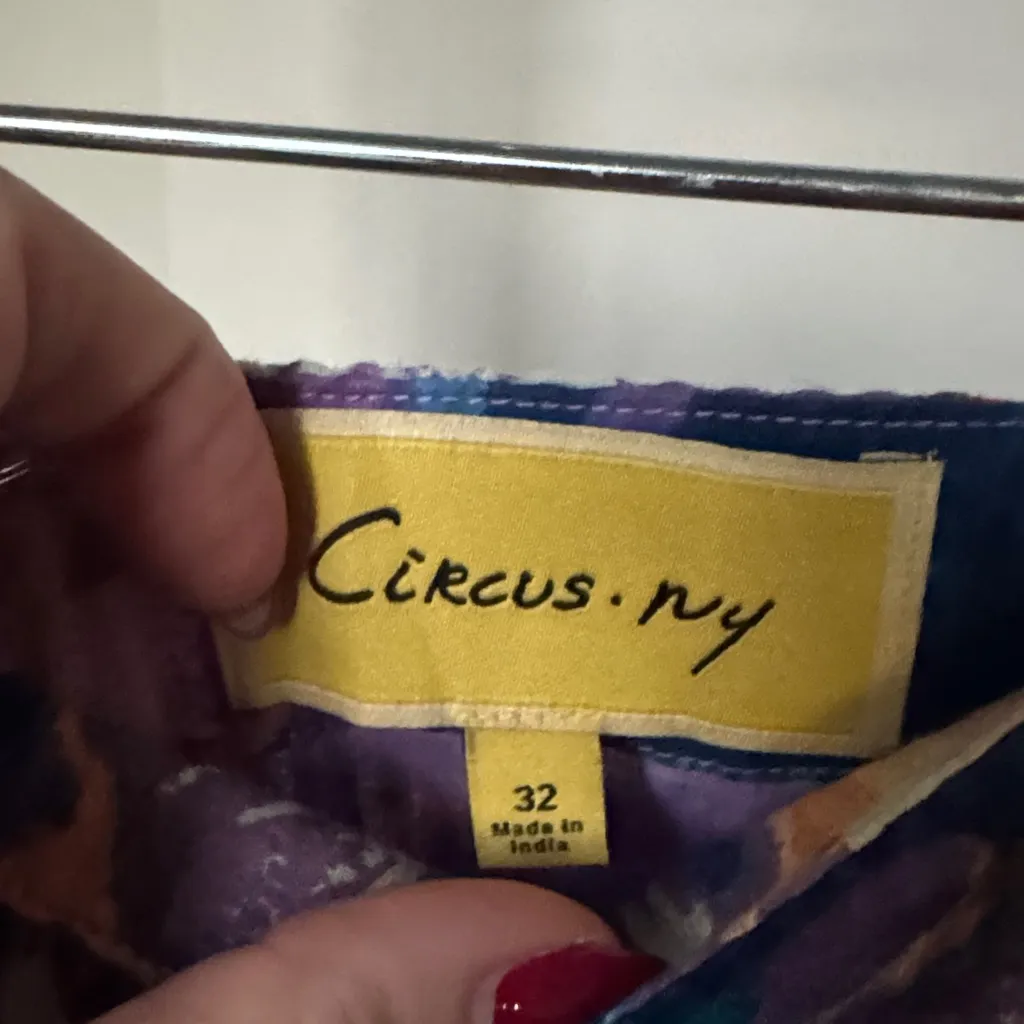 Circus·ny
32
Made in
India